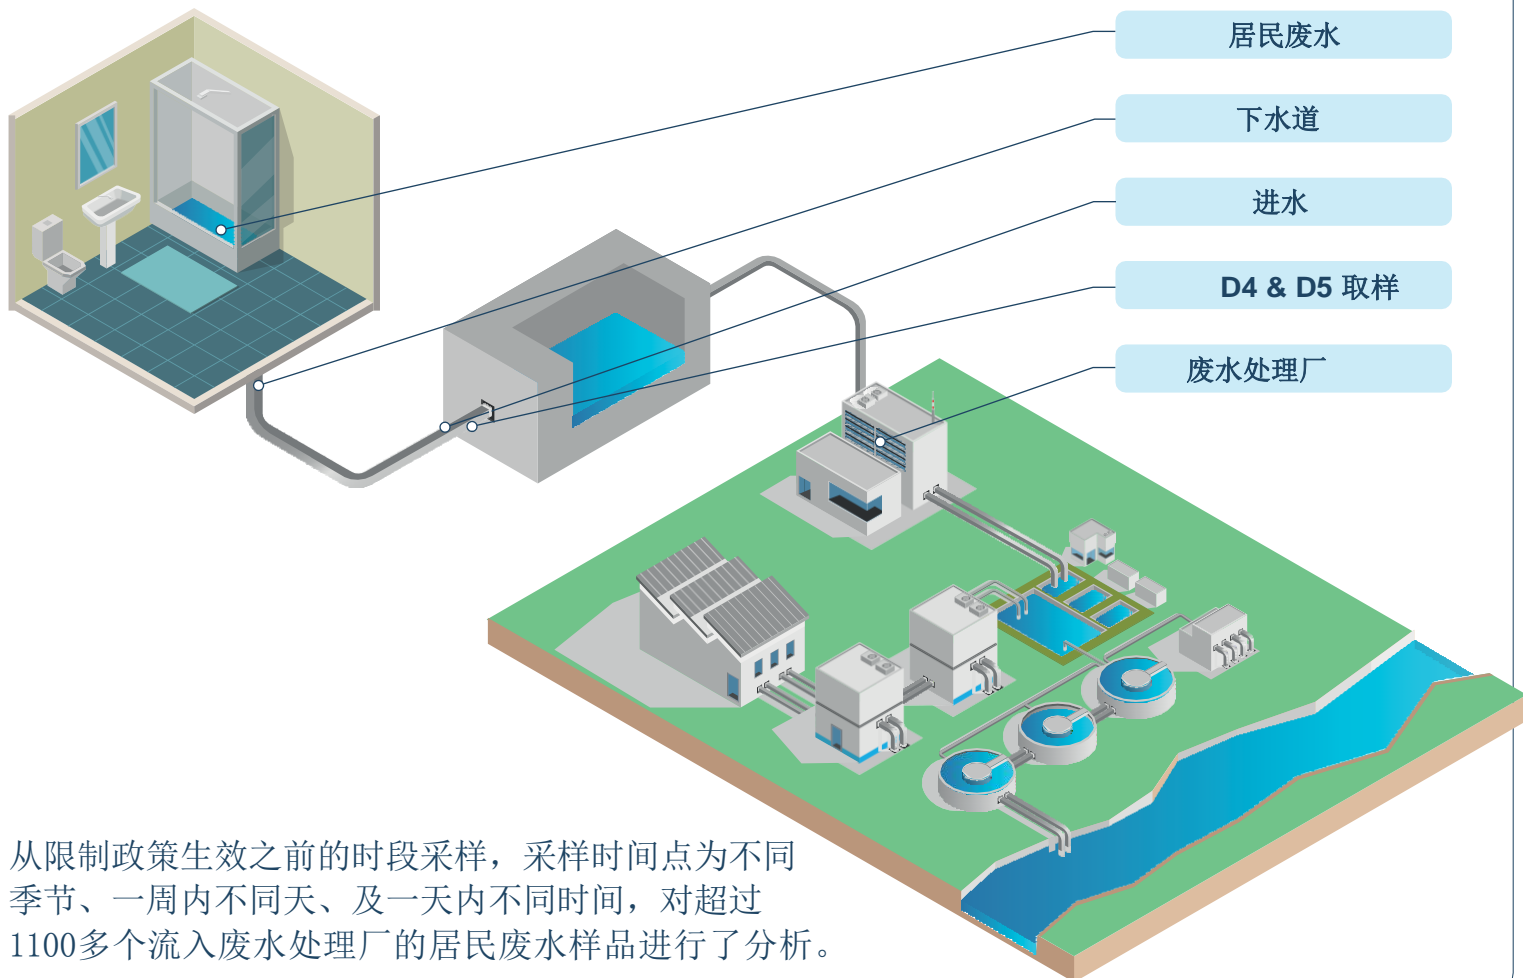 居民废水
下水道
进水
D4 & D5 取样
废水处理厂
从限制政策生效之前的时段采样，采样时间点为不同
季节、一周内不同天、及一天内不同时间，对超过
1100多个流入废水处理厂的居民废水样品进行了分析。